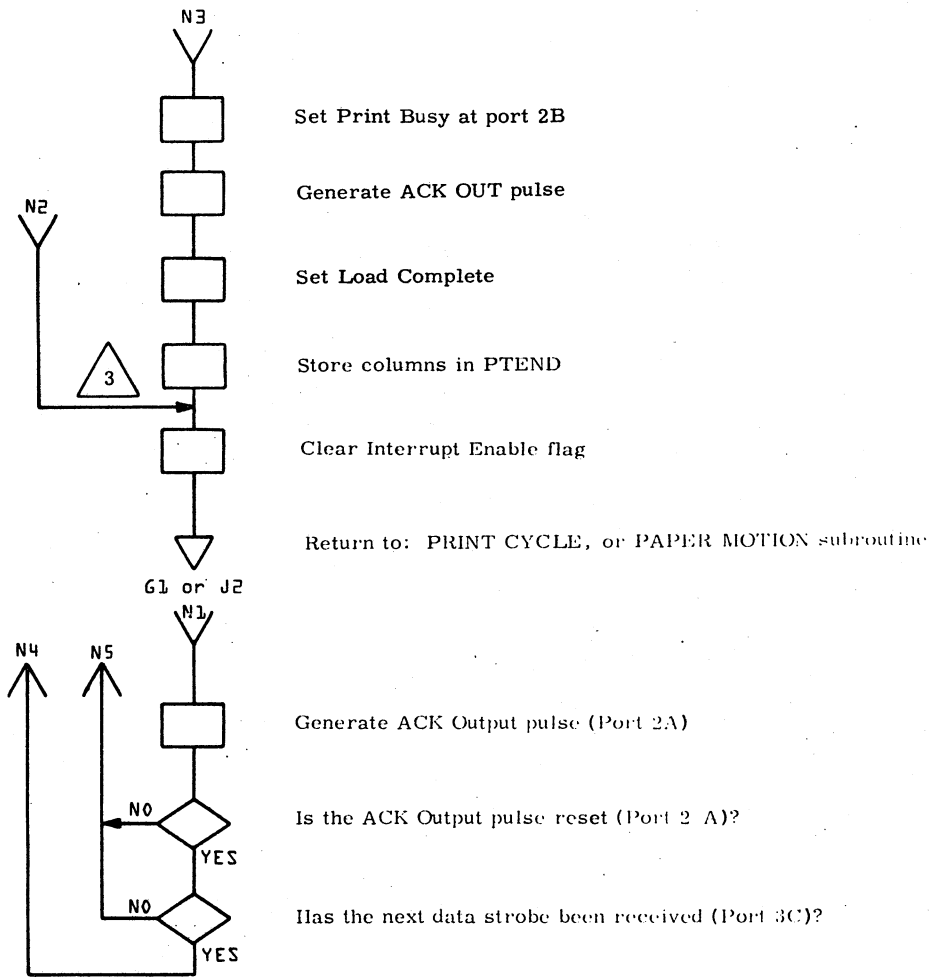 N3
Set Print Busy at port 2B
Generate ACK OUT pulse
N2
Set Load Complete
Store columns in PTEND
3
Clear Interrupt Enable flag
Return to: PRINT CYCLE, or PAPER MOTION subroutine
G1 or J2
N1
N4
N5
Generate ACK Output pulse (Port 2A)
NO
Is the ACK Output pulse reset (Port 2 A)?
YES
NO
Has the next data strobe been received (Port 3C)?
YES